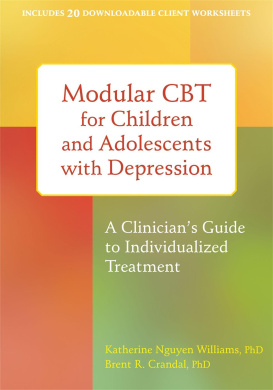 INCLUDES 20 DOWNLOADABLE CLIENT WORKSHEETS
Modular CBT
for Children
and Adolescents
with Depression
A Clinician's Guide
to Individualized
Treatment
Katherine Nguyen Williams, PhD
Brent R. Crandal, PhD